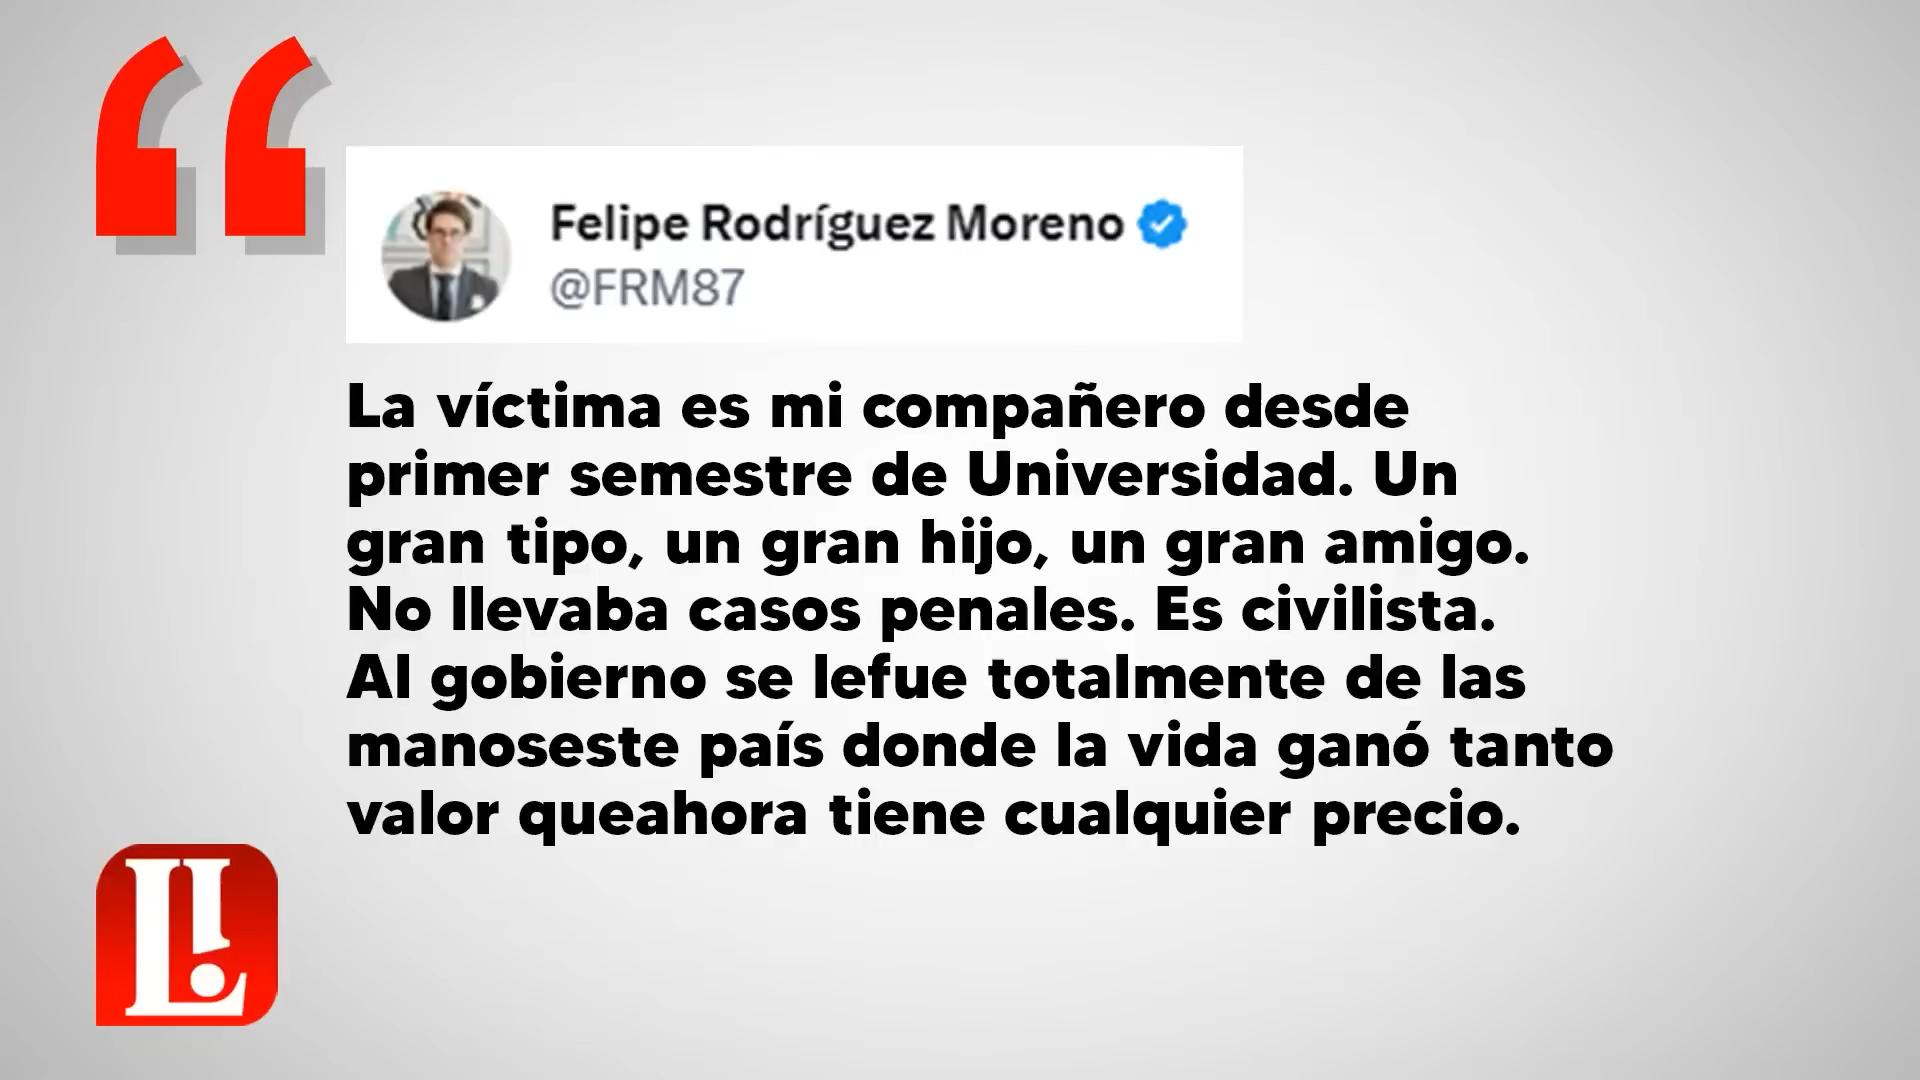 Felipe Rodríguez Moreno
@FRM87
La víctima es mi compañero desde
primer semestre de Universidad. Un
gran tipo, un gran hijo, un gran amigo.
No llevaba casos penales. Es civilista.
Al gobierno se lefue totalmente de las
manoseste país donde la vida ganó tanto
valor queahora tiene cualquier precio.
L!